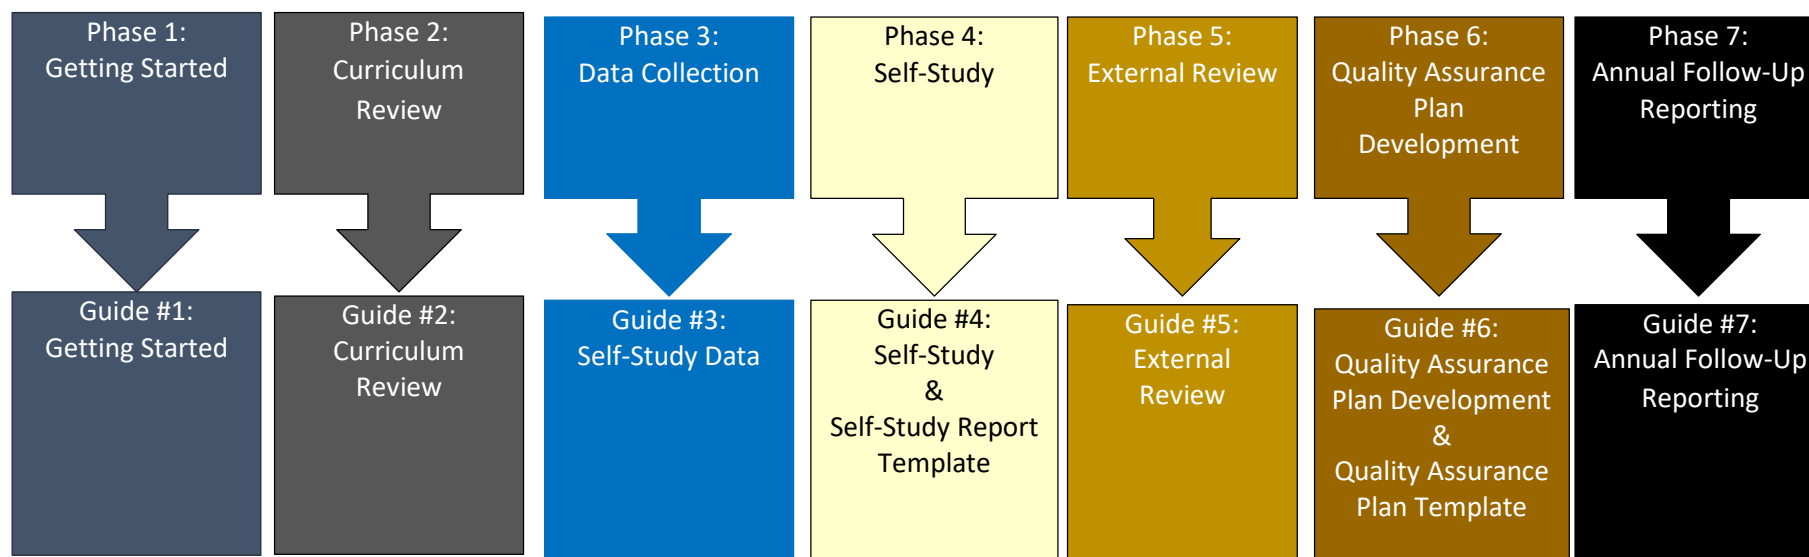 Phase 1:
Getting Started
Phase 2:
Curriculum
Review
Phase 3:
Data Collection
Phase 4:
Self-Study
Phase 5:
External Review
Phase 6:
Quality Assurance
Plan
Development
Phase 7:
Annual Follow-Up
Reporting
Guide #1:
Getting Started
Guide #2:
Curriculum
Review
Guide #3:
Self-Study Data
Guide #4:
Self-Study
&
Self-Study Report
Template
Guide #5:
External
Review
Guide #6:
Quality Assurance
Plan Development
&
Quality Assurance
Plan Template
Guide #7:
Annual Follow-Up
Reporting